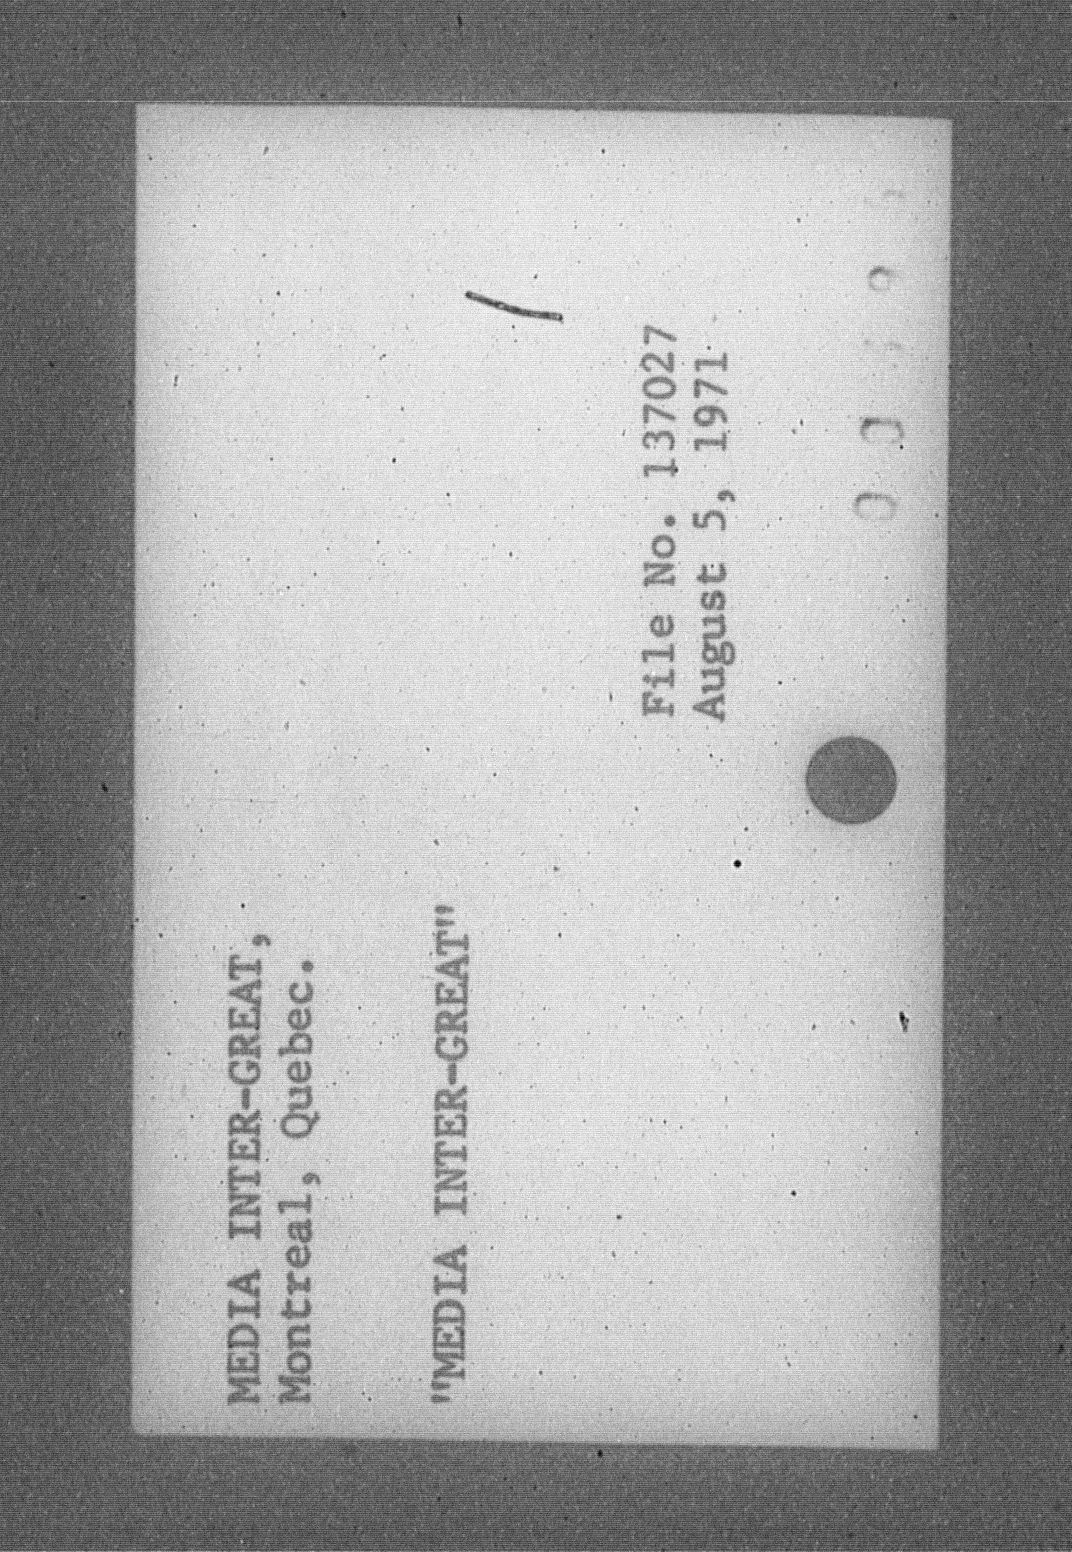 MEDIA INTER-GREAT,
Montreal, Quebec.
"MEDIA INTER-GREAT"
File No. 137027
August 5, 1971